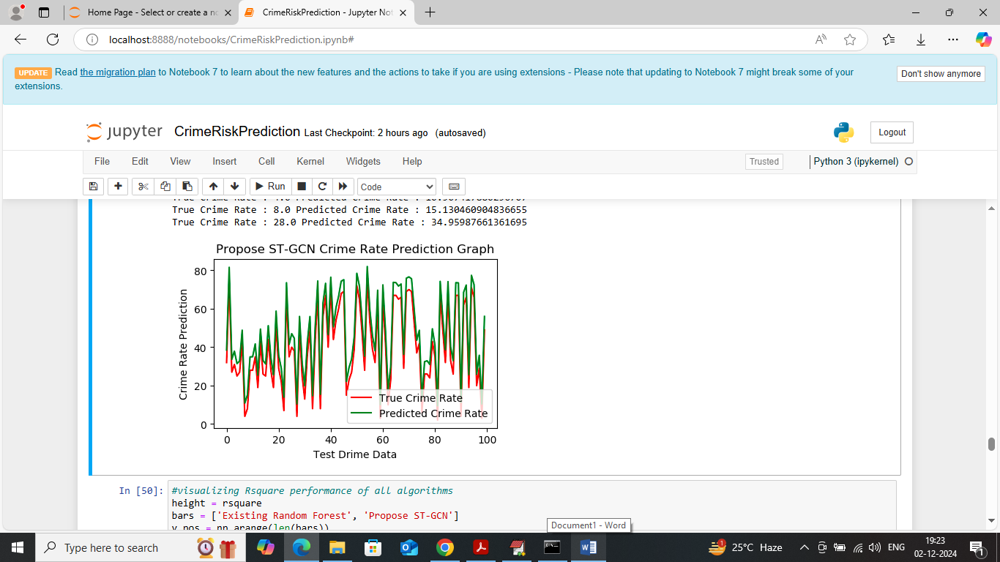 Home Page - Select or create a no
CrimeRiskPrediction - Jupyter Not
localhost:8888/notebooks/CrimeRiskPrediction.ipynb#
UPDATE Read the migration plan to Notebook 7 to learn about the new features and the actions to take if you are using extensions - Please note that updating to Notebook 7 might break some of your
extensions.
Don't show anymore
jupyter CrimeRiskPrediction Last Checkpoint: 2 hours ago (autosaved)
Logout
File Edit View Insert Cell Kernel Widgets Help
Trusted
Python 3 (ipykernel)
Run
Code
True Crime Rate : 8.0 Predicted Crime Rate : 15.130460904836655
True Crime Rate : 28.0 Predicted Crime Rate : 34.95987661361695
Propose ST-GCN Crime Rate Prediction Graph
Crime Rate Prediction
80
60
40
20
0
True Crime Rate
Predicted Crime Rate
0 20 40 60 80 100
Test Drime Data
In [50]: #visualizing Rsquare performance of all algorithms
height = rsquare
bars = ['Existing Random Forest', 'Propose ST-GCN']
y_pos = np.arange(len(bars))
Document1 - Word
Type here to search
25°C Haze
ENG
19:23
02-12-2024
1